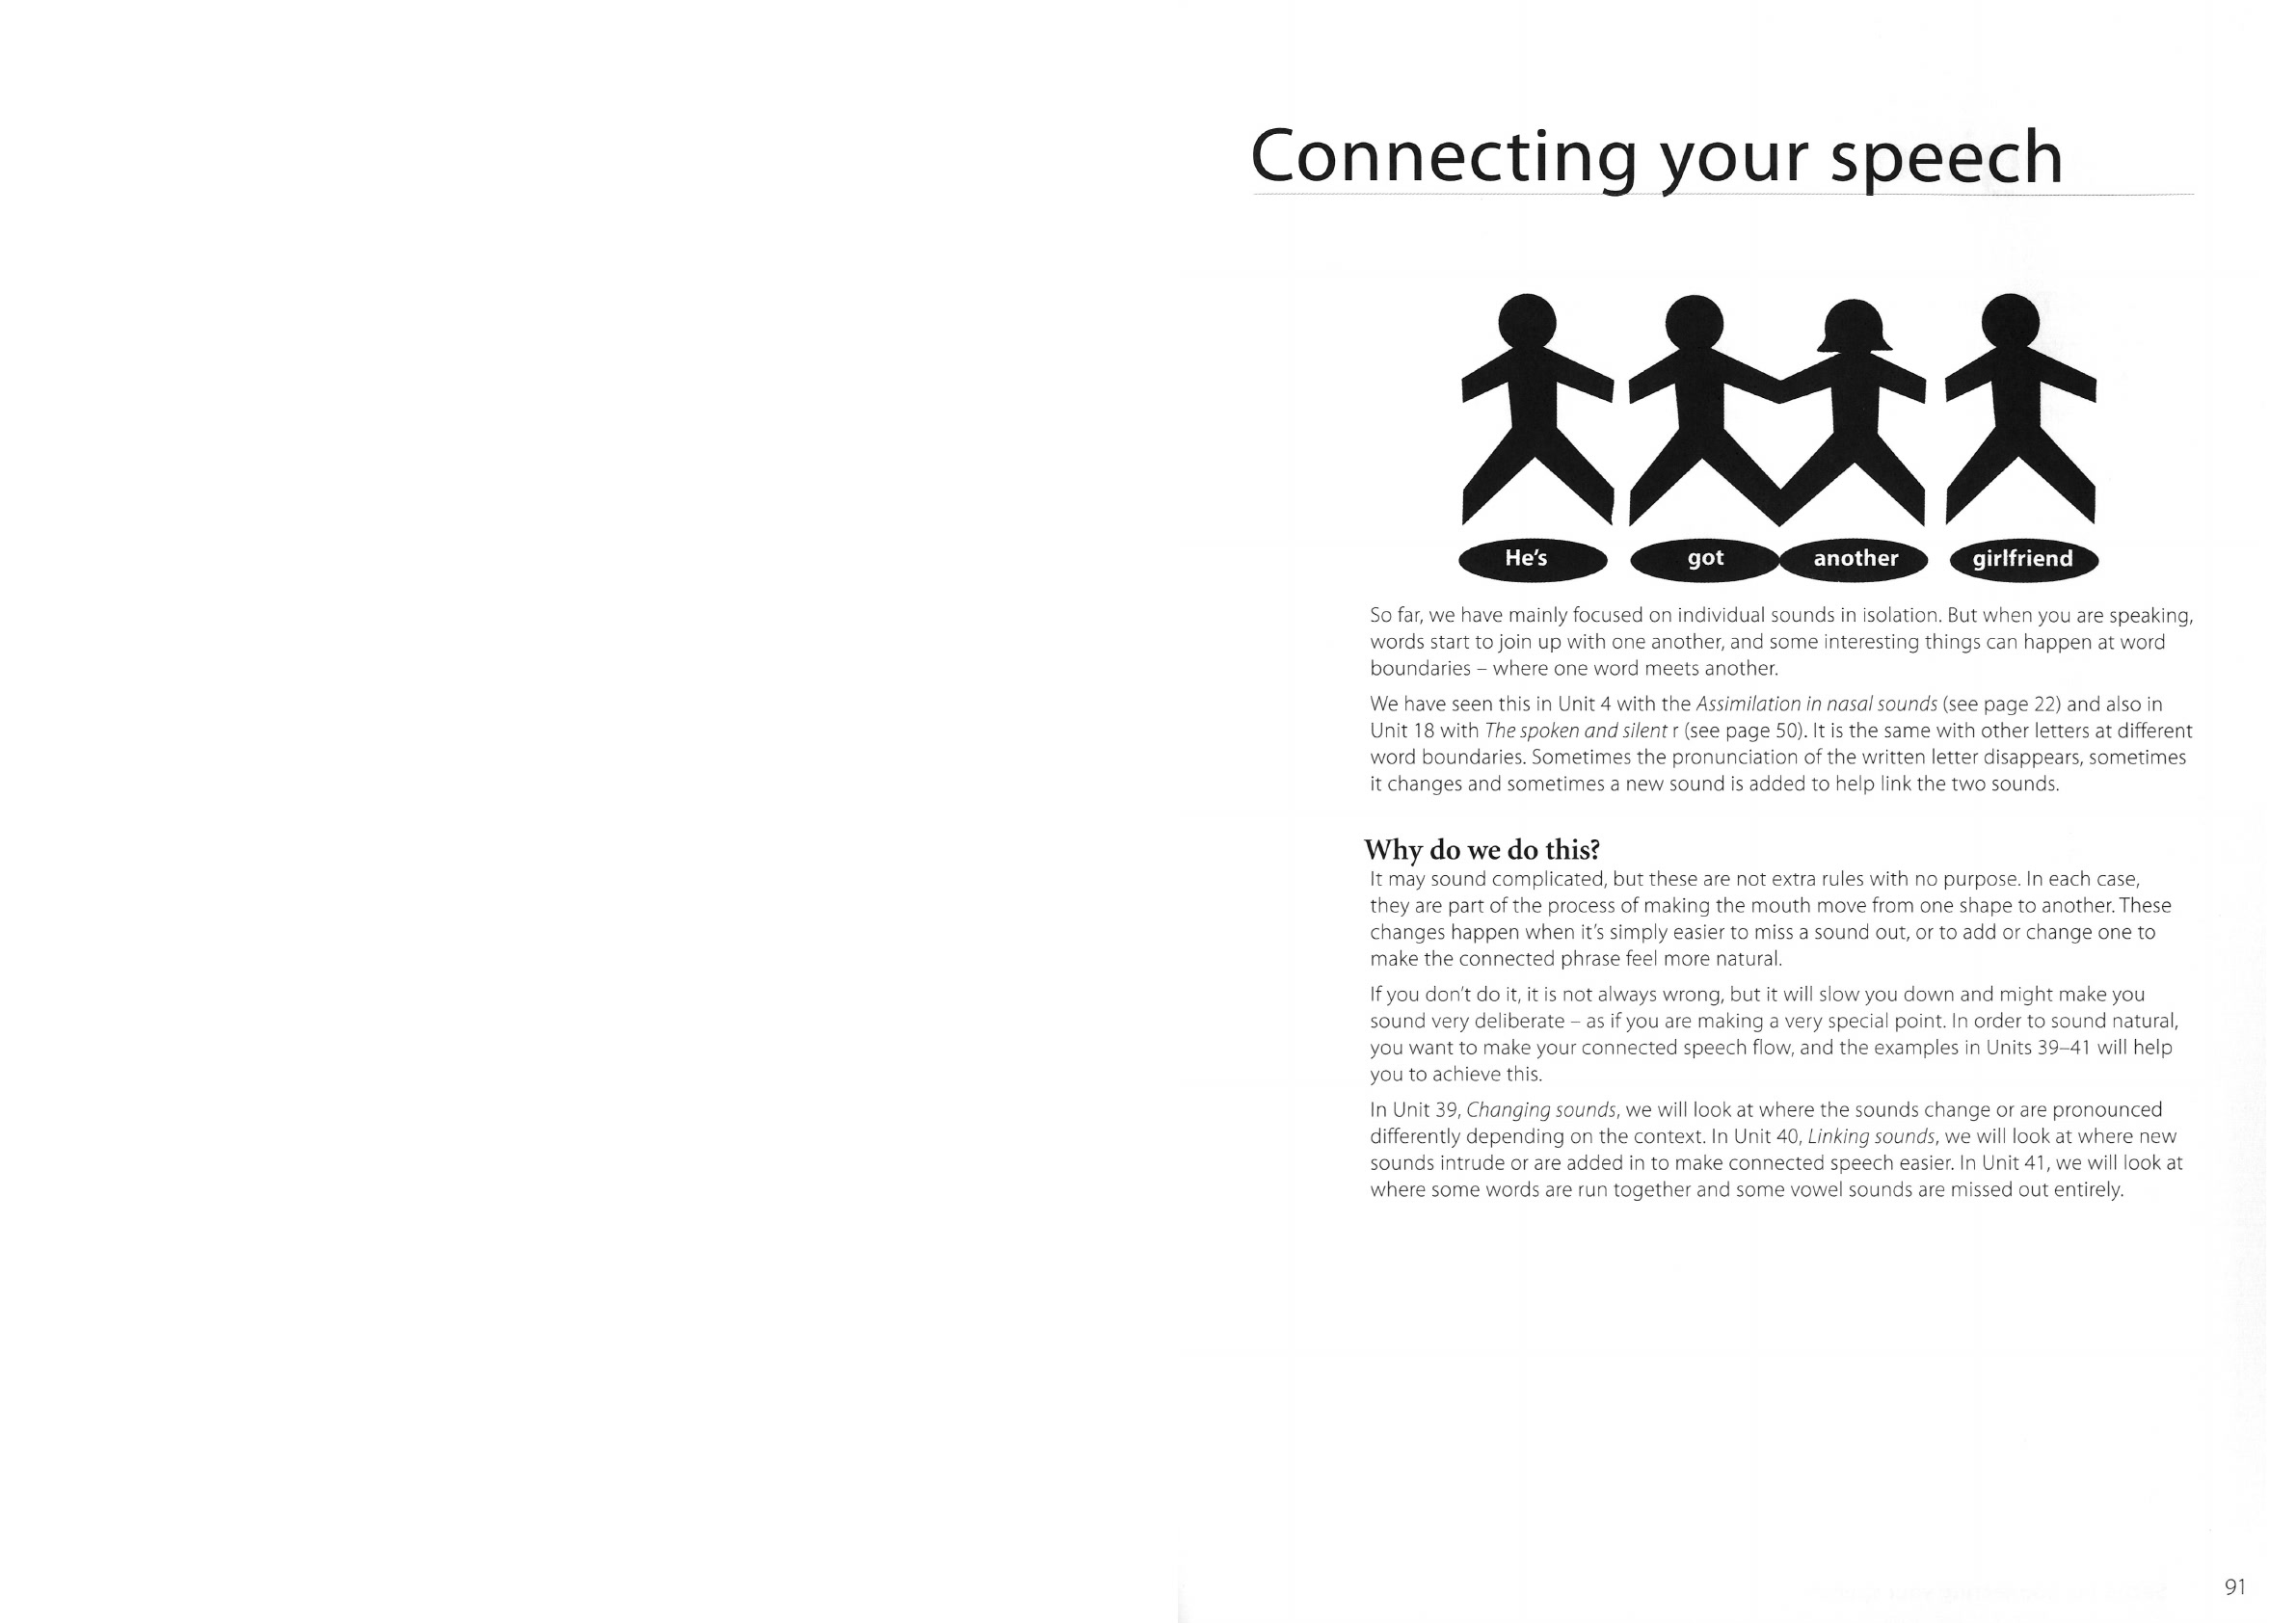 Connecting your speech
He's got another girlfriend
So far, we have mainly focused on individual sounds in isolation. But when you are speaking,
words start to join up with one another, and some interesting things can happen at word
boundaries – where one word meets another.
We have seen this in Unit 4 with the Assimilation in nasal sounds (see page 22) and also in
Unit 18 with The spoken and silent r (see page 50). It is the same with other letters at different
word boundaries. Sometimes the pronunciation of the written letter disappears, sometimes
it changes and sometimes a new sound is added to help link the two sounds.
Why do we do this?
It may sound complicated, but these are not extra rules with no purpose. In each case,
they are part of the process of making the mouth move from one shape to another. These
changes happen when it's simply easier to miss a sound out, or to add or change one to
make the connected phrase feel more natural.
If you don't do it, it is not always wrong, but it will slow you down and might make you
sound very deliberate – as if you are making a very special point. In order to sound natural,
you want to make your connected speech flow, and the examples in Units 39–41 will help
you to achieve this.
In Unit 39, Changing sounds, we will look at where the sounds change or are pronounced
differently depending on the context. In Unit 40, Linking sounds, we will look at where new
sounds intrude or are added in to make connected speech easier. In Unit 41, we will look at
where some words are run together and some vowel sounds are missed out entirely.
91